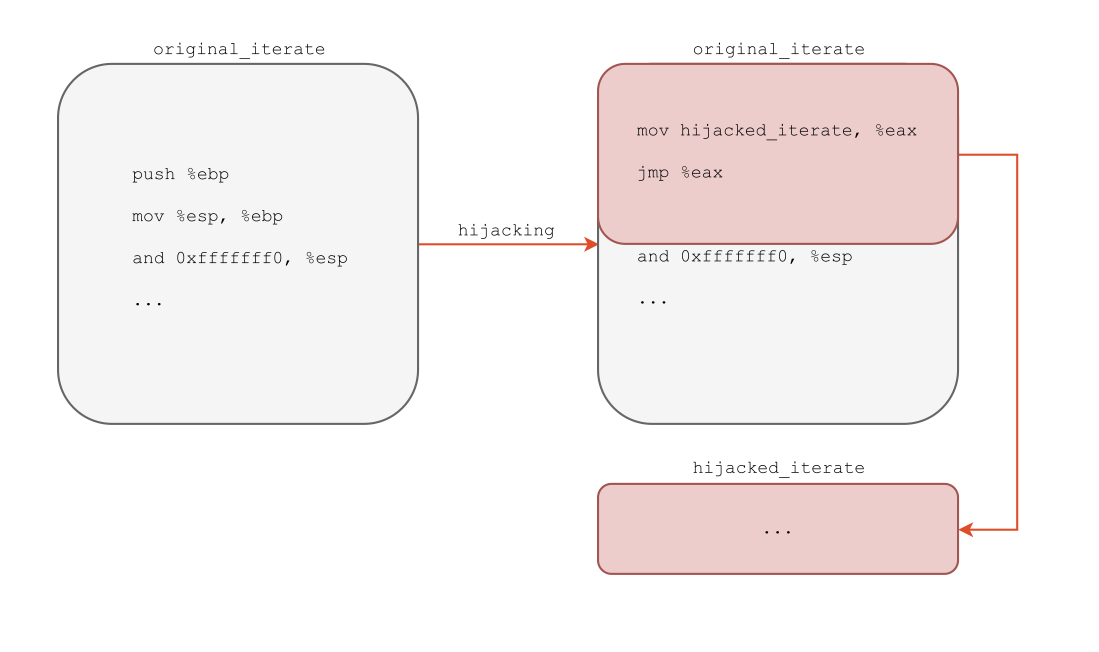 original_iterate
push %ebp
mov %esp, %ebp
and 0xfffffff0, %esp
...
hijacking
original_iterate
mov hijacked_iterate, %eax
jmp %eax
and 0xfffffff0, %esp
...
hijacked_iterate
...